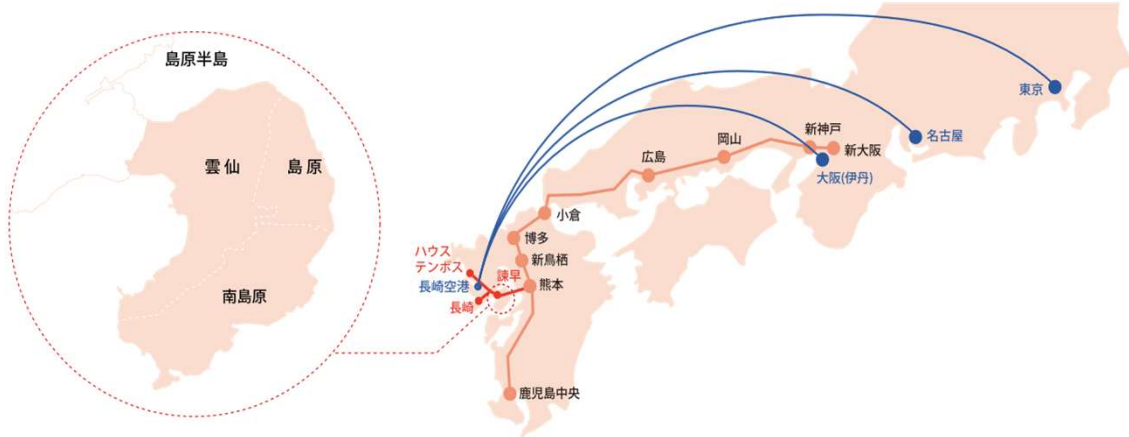 島原半島
雲仙
島原
南島原
東京
名古屋
新神戸
新大阪
大阪(伊丹)
岡山
広島
小倉
博多
新鳥栖
熊本
ハウス
テンボス
諫早
長崎空港
長崎
鹿児島中央